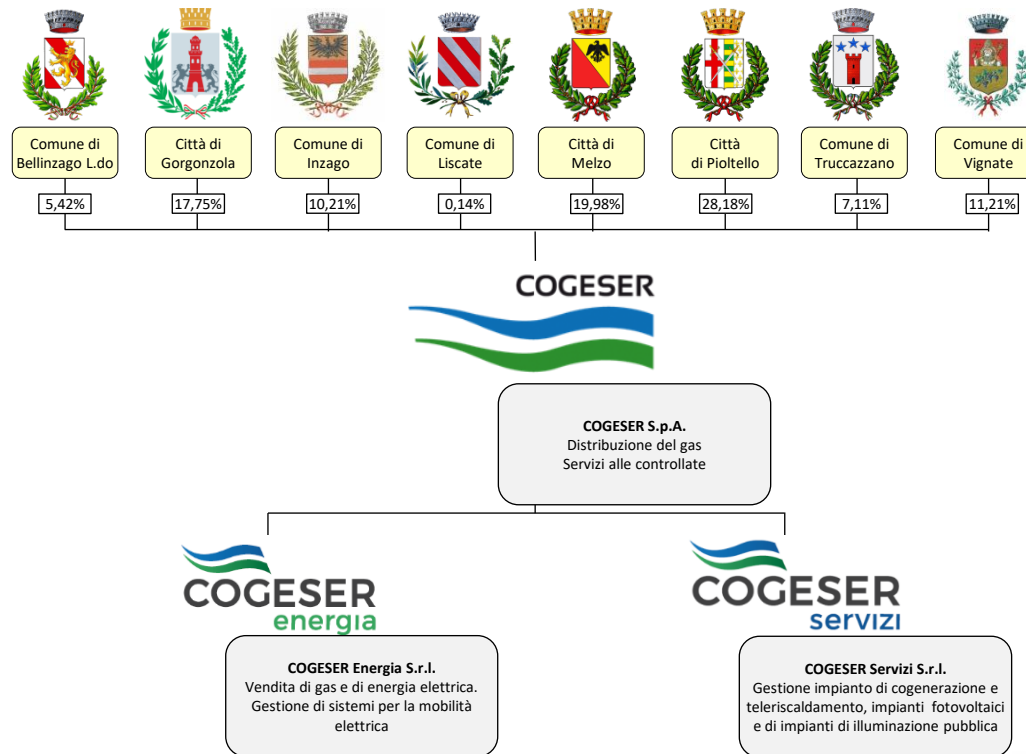 Comune di
Bellinzago L.do
Città di
Gorgonzola
Comune di
Inzago
Comune di
Liscate
Città di
Melzo
Città
di Pioltello
Comune di
Truccazzano
Comune di
Vignate
5,42%
17,75%
10,21%
0,14%
19,98%
28,18%
7,11%
11,21%
COGESER
COGESER S.p.A.
Distribuzione del gas
Servizi alle controllate
COGESER
energia
COGESER
servizi
COGESER Energia S.r.l.
Vendita di gas e di energia elettrica.
Gestione di sistemi per la mobilità
elettrica
COGESER Servizi S.r.l.
Gestione impianto di cogenerazione e
teleriscaldamento, impianti fotovoltaici
e di impianti di illuminazione pubblica